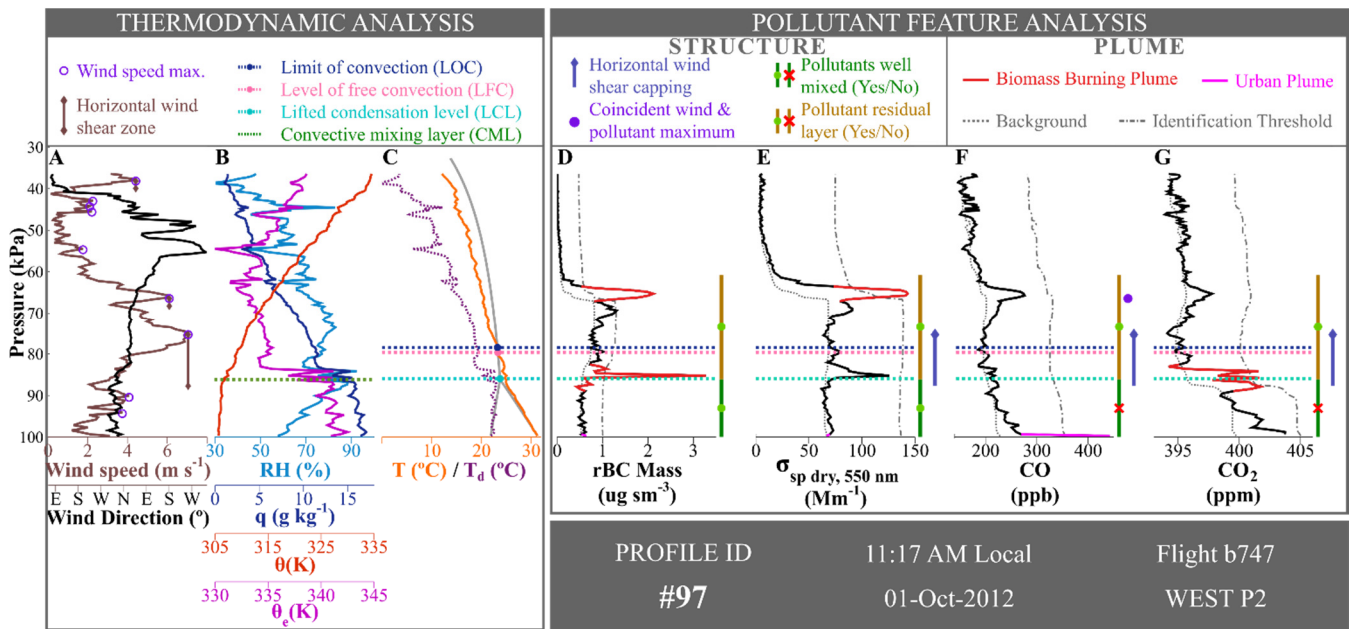 THERMODYNAMIC ANALYSIS
Wind speed max.
Horizontal wind
shear zone
Limit of convection (LOC)
Level of free convection (LFC)
Lifted condensation level (LCL)
Convective mixing layer (CML)
POLLUTANT FEATURE ANALYSIS
STRUCTURE
PLUME
Horizontal wind
shear capping
Coincident wind &
pollutant maximum
Pollutants well
mixed (Yes/No)
Pollutant residual
layer (Yes/No)
Biomass Burning Plume
Urban Plume
Background
Identification Threshold
A B C D E F G
Pressure (kPa)
30
40
50
60
70
80
90
100
0 2 4 6
Wind speed (m s⁻¹)
E S W N E S W
Wind Direction (º)
30 50 70 90
RH (%)
0 5 10 15
q (g kg⁻¹)
305 315 325 335
θ(K)
330 335 340 345
θe(K)
10 20 30
T (ºC) / Td (ºC)
0 1 2 3
rBC Mass
(ug sm⁻³)
0 50 100 150
σ sp dry, 550 nm
(Mm⁻¹)
200 300 400
CO
(ppb)
395 400 405
CO₂
(ppm)
PROFILE ID 11:17 AM Local Flight b747
#97 01-Oct-2012 WEST P2